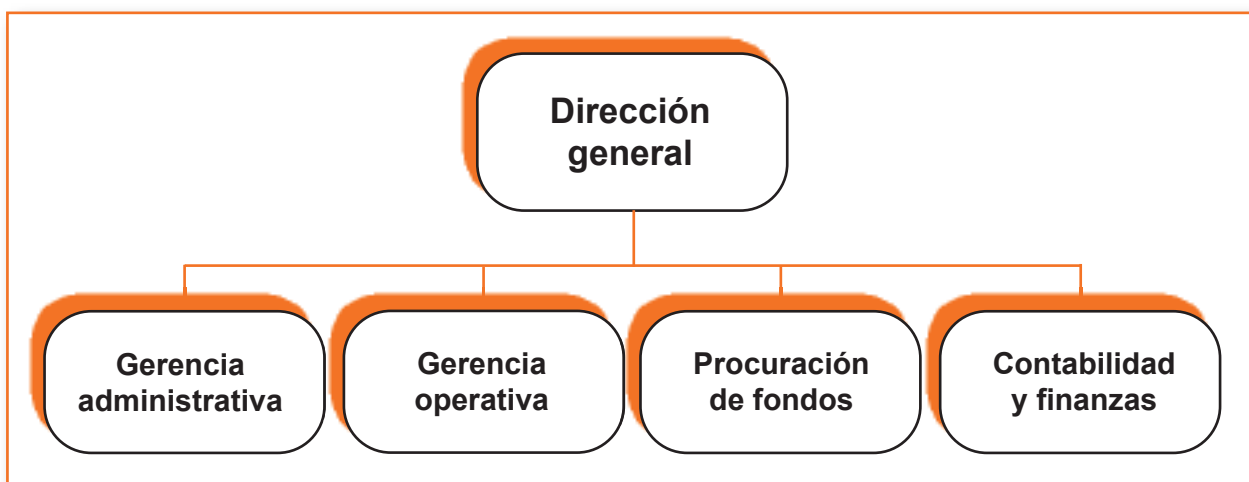 Dirección
general
Gerencia
administrativa
Gerencia
operativa
Procuración
de fondos
Contabilidad
y finanzas